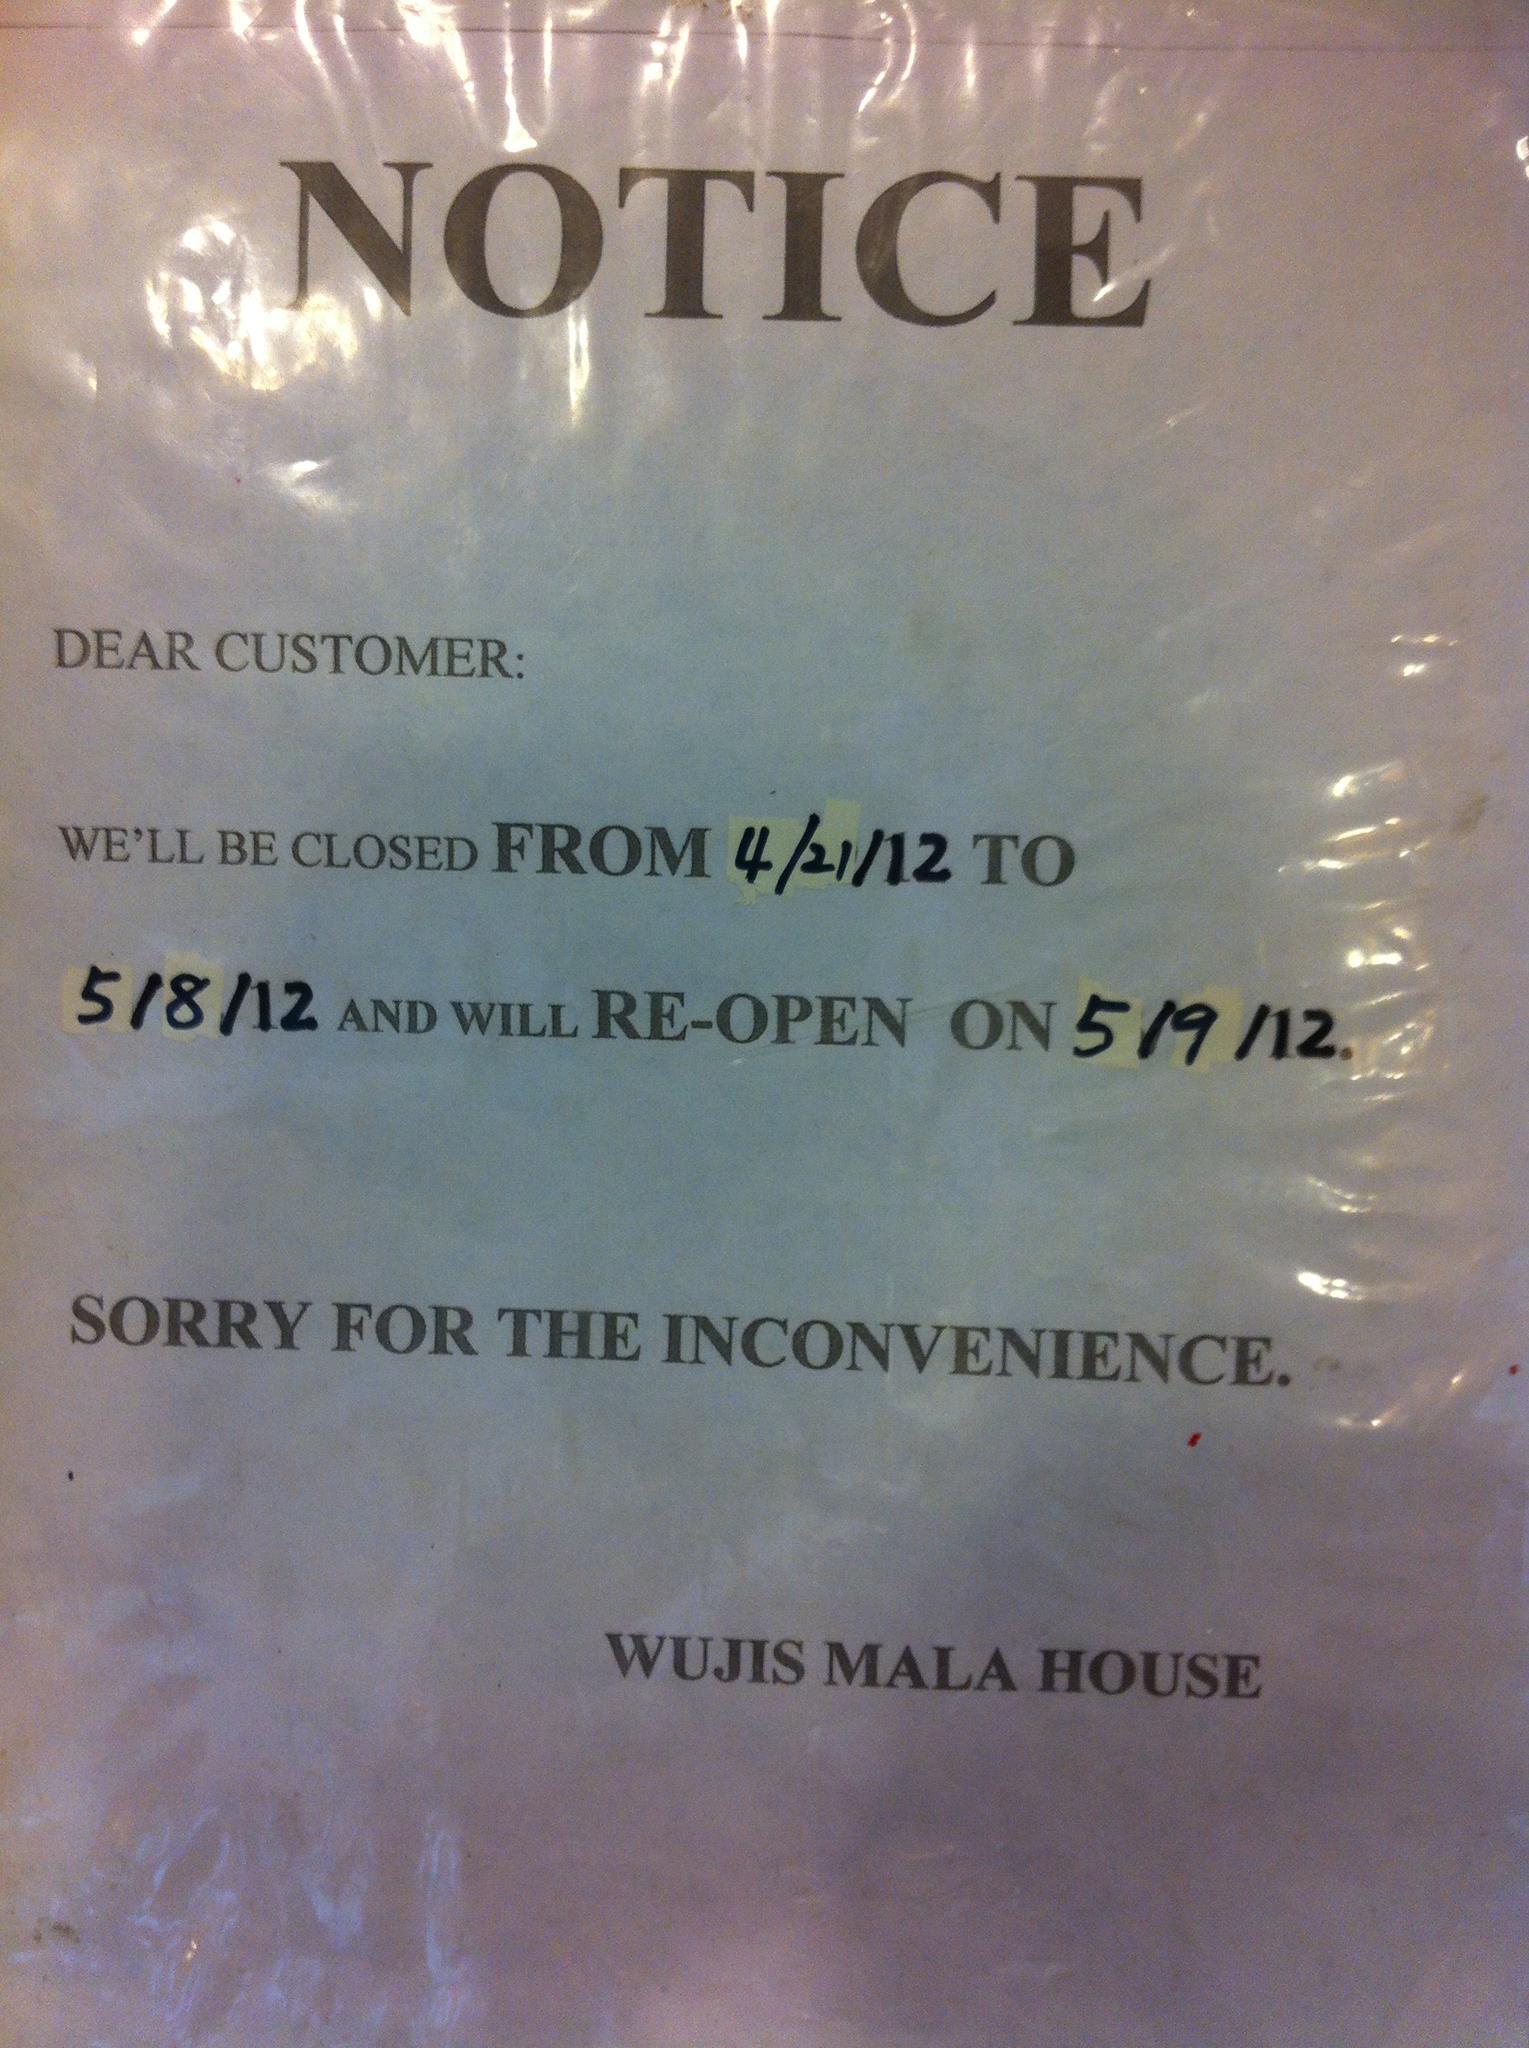 NOTICE
DEAR CUSTOMER:
WE'LL BE CLOSED FROM 4/21/12 TO
5/8/12 AND WILL RE-OPEN ON 5/9/12.
SORRY FOR THE INCONVENIENCE.
WUJIS MALA HOUSE